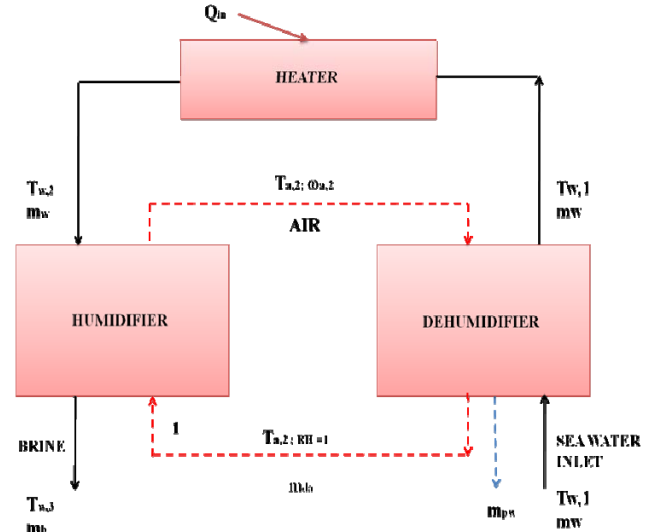 Qin
HEATER
Tw,2
mw
Ta,2; ωa,2
AIR
Tw, 1
mw
HUMIDIFIER
DEHUMIDIFIER
1
Ta,2; RH =1
BRINE
SEA WATER
INLET
mda
mpw
Tw,3
mb
Tw, 1
mw